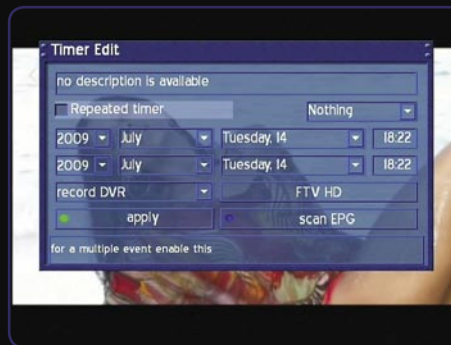 Timer Edit
no description is available
Repeated timer Nothing
2009 July Tuesday, 14 18:22
2009 July Tuesday, 14 18:22
record DVR FTV HD
apply scan EPG
for a multiple event enable this